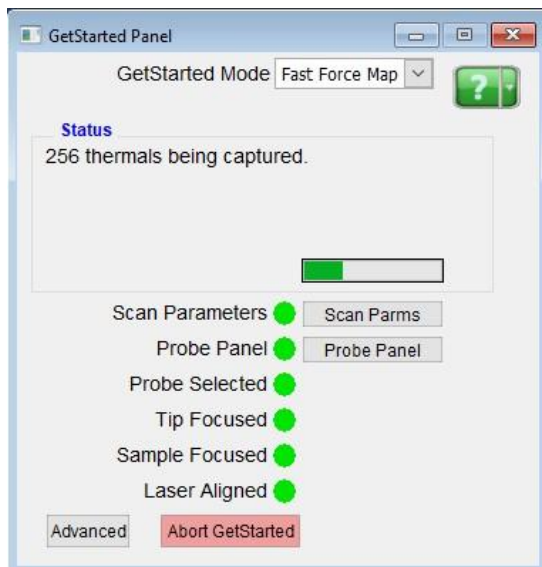 GetStarted Panel
GetStarted Mode Fast Force Map
?
Status
256 thermals being captured.
Scan Parameters Scan Parms
Probe Panel Probe Panel
Probe Selected
Tip Focused
Sample Focused
Laser Aligned
Advanced Abort GetStarted